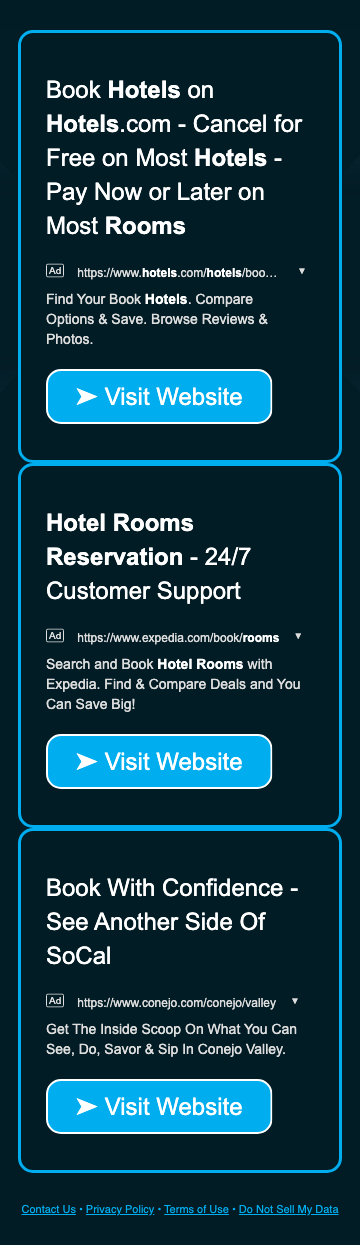 Book Hotels on
Hotels.com - Cancel for
Free on Most Hotels -
Pay Now or Later on
Most Rooms
Ad https://www.hotels.com/hotels/boo... ▼
Find Your Book Hotels. Compare
Options & Save. Browse Reviews &
Photos.
➤ Visit Website
Hotel Rooms
Reservation - 24/7
Customer Support
Ad https://www.expedia.com/book/rooms ▼
Search and Book Hotel Rooms with
Expedia. Find & Compare Deals and You
Can Save Big!
➤ Visit Website
Book With Confidence -
See Another Side Of
SoCal
Ad https://www.conejo.com/conejo/valley ▼
Get The Inside Scoop On What You Can
See, Do, Savor & Sip In Conejo Valley.
➤ Visit Website
Contact Us • Privacy Policy • Terms of Use • Do Not Sell My Data